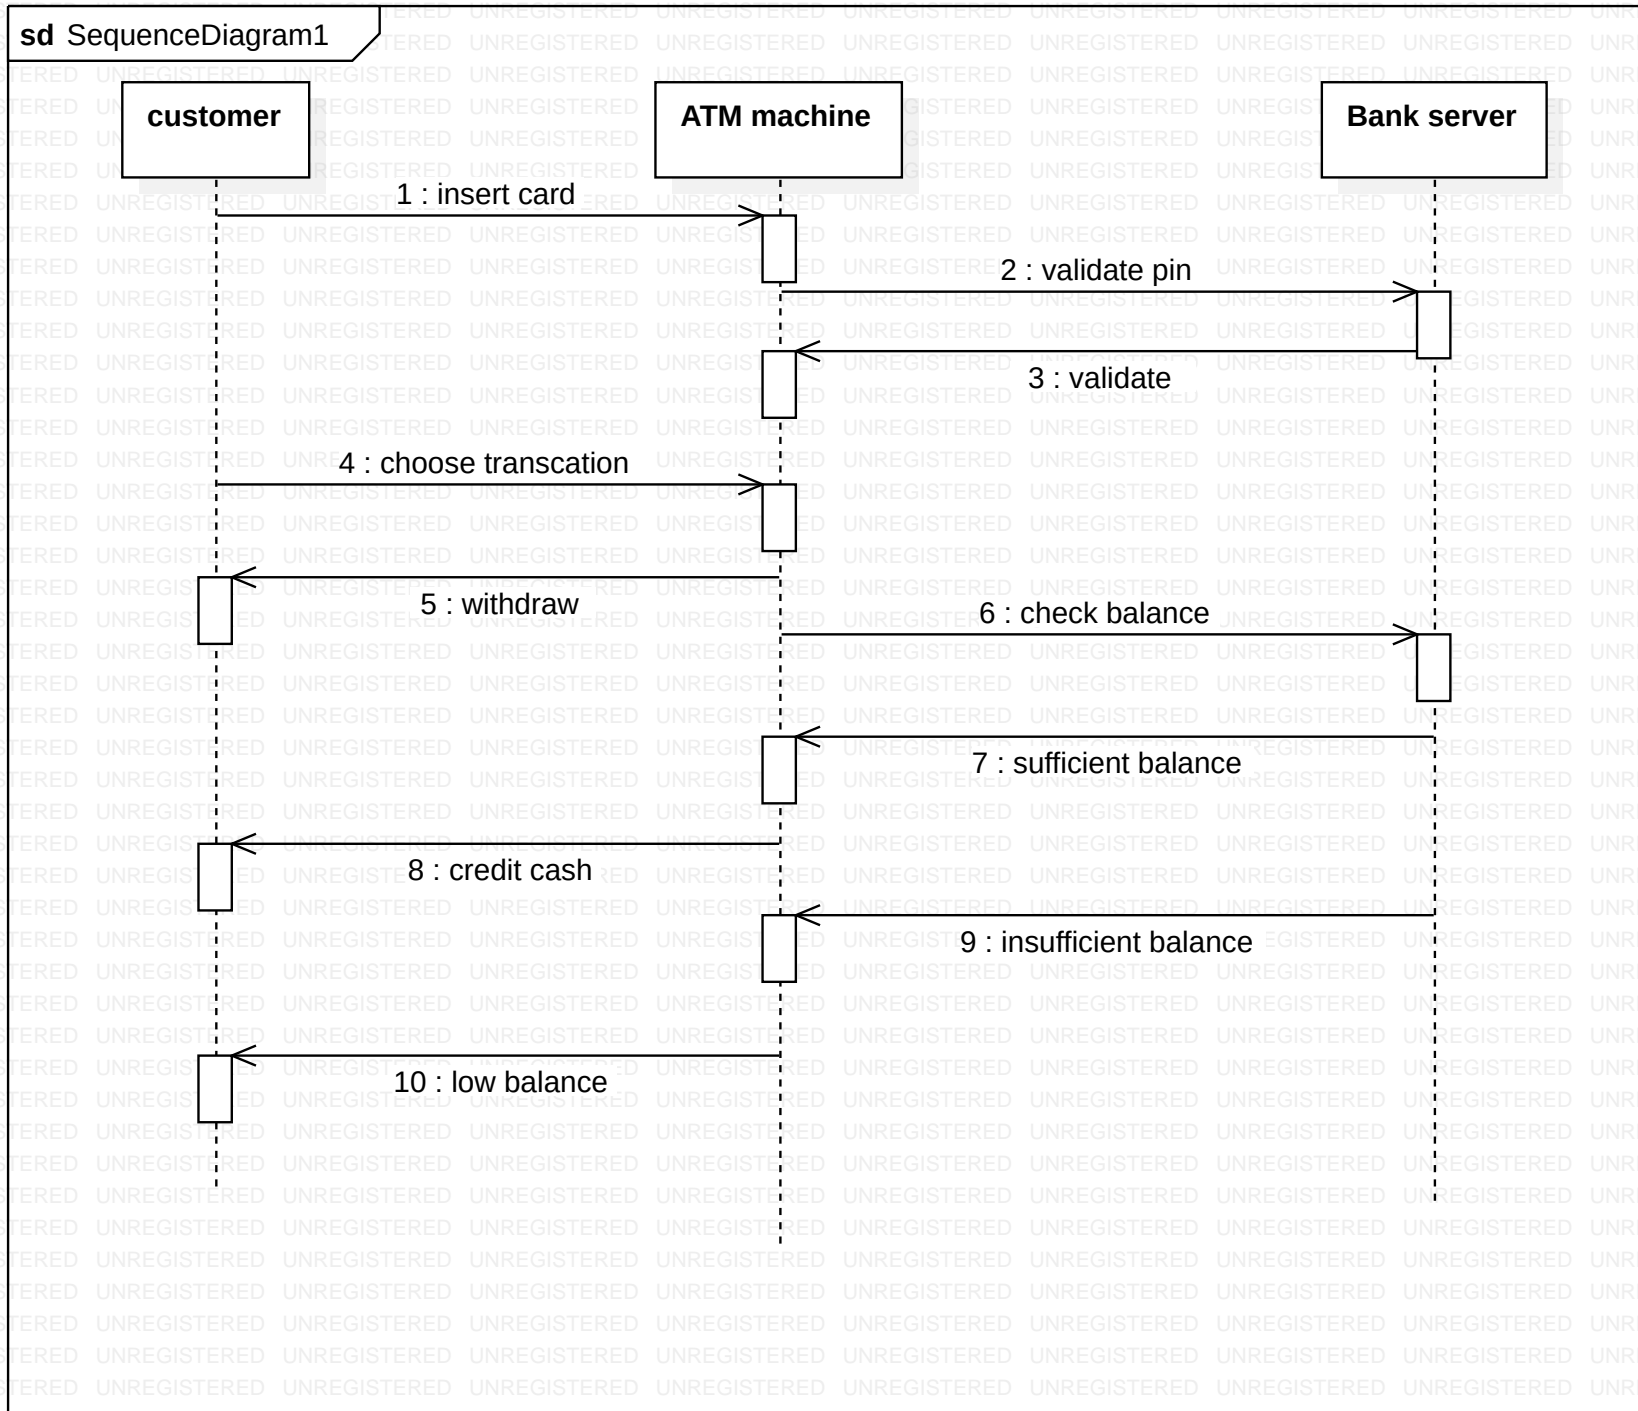 sd SequenceDiagram1
customer
ATM machine
Bank server
1 : insert card
2 : validate pin
3 : validate
4 : choose transcation
5 : withdraw
6 : check balance
7 : sufficient balance
8 : credit cash
9 : insufficient balance
10 : low balance
UNREGISTERED